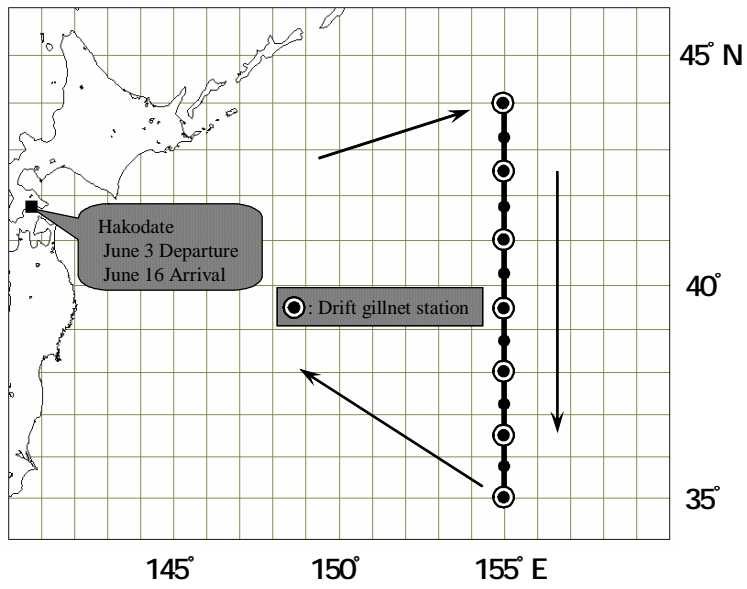 45° N
Hakodate
June 3 Departure
June 16 Arrival
40°
: Drift gillnet station
35°
145° 150° 155° E